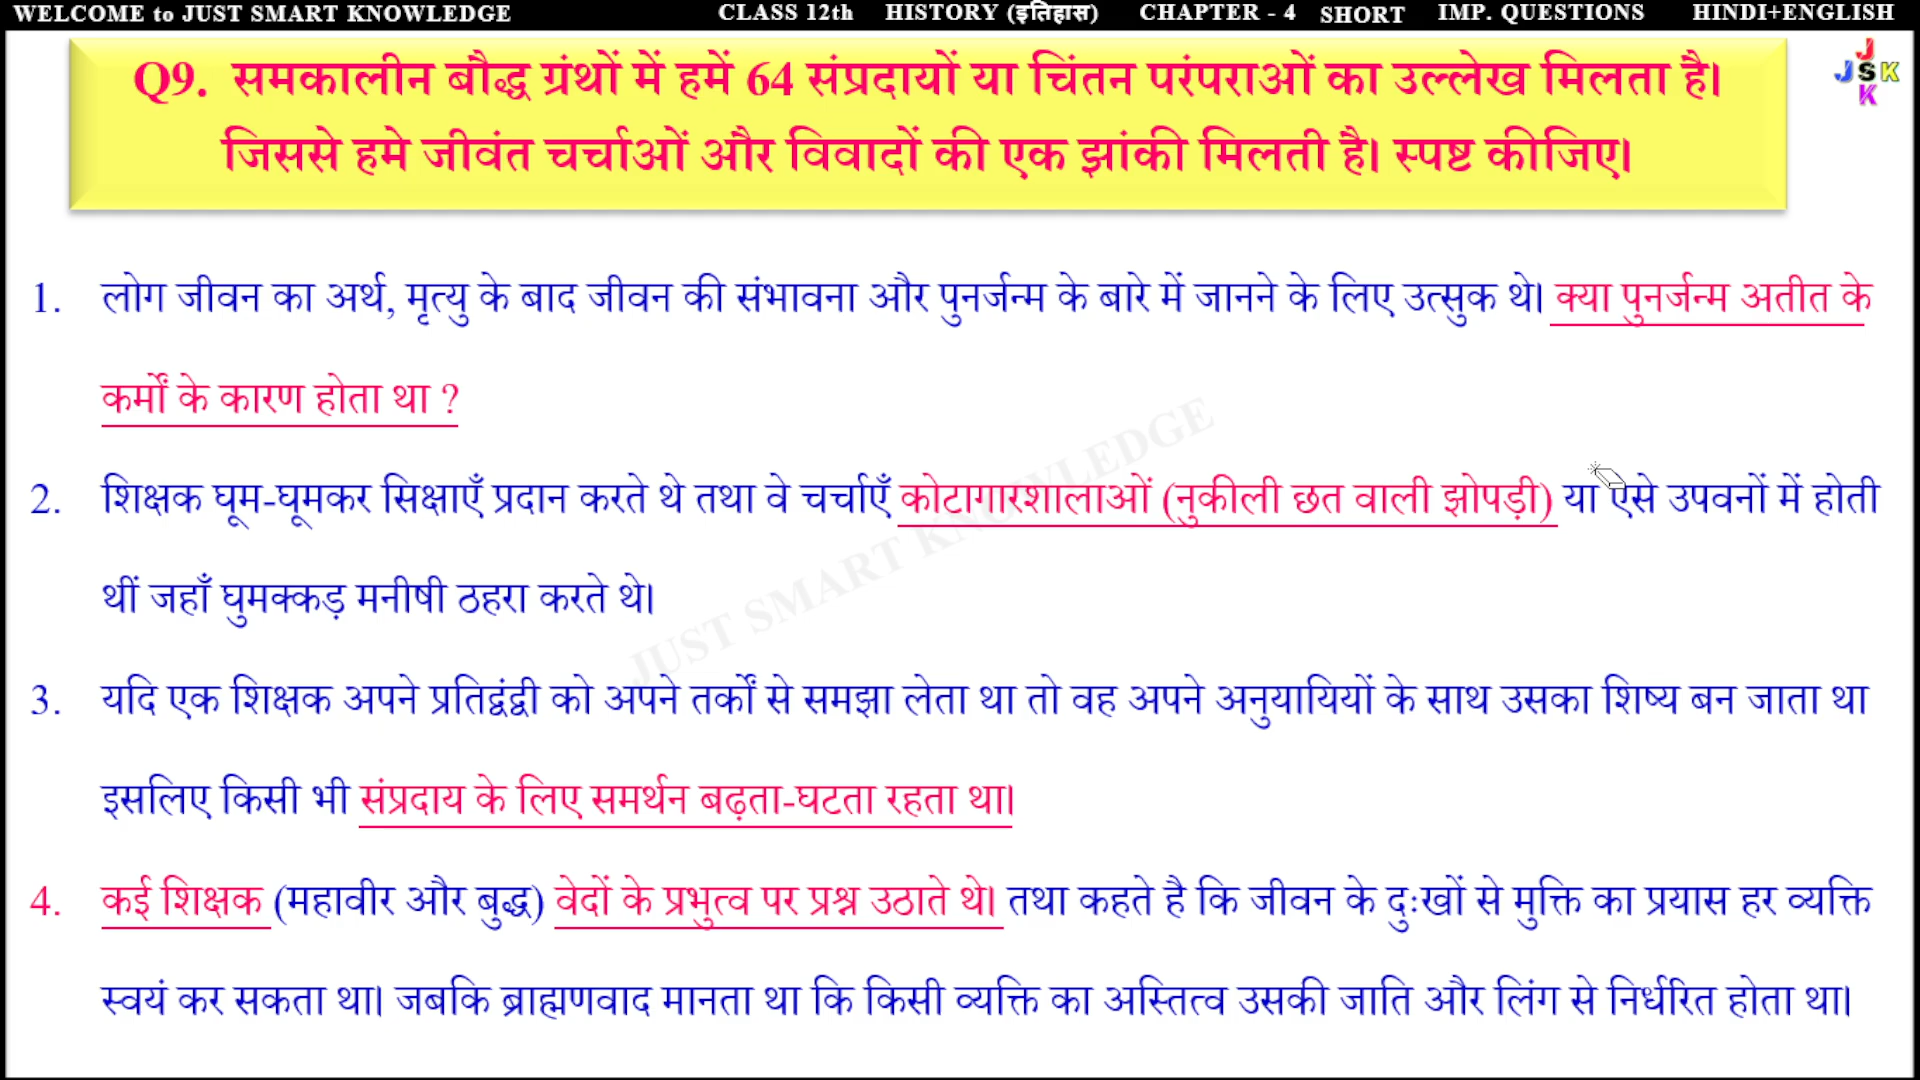 WELCOME to JUST SMART KNOWLEDGE CLASS 12th HISTORY (इतिहास) CHAPTER - 4 SHORT IMP. QUESTIONS HINDI+ENGLISH
J
J S K
K
Q9. समकालीन बौद्ध ग्रंथों में हमें 64 संप्रदायों या चिंतन परंपराओं का उल्लेख मिलता है।
जिससे हमे जीवंत चर्चाओं और विवादों की एक झांकी मिलती है। स्पष्ट कीजिए।
1. लोग जीवन का अर्थ, मृत्यु के बाद जीवन की संभावना और पुनर्जन्म के बारे में जानने के लिए उत्सुक थे। क्या पुनर्जन्म अतीत के
कर्मों के कारण होता था ?
2. शिक्षक घूम-घूमकर सिक्षाएँ प्रदान करते थे तथा वे चर्चाएँ कोटागारशालाओं (नुकीली छत वाली झोपड़ी) या ऐसे उपवनों में होती
थीं जहाँ घुमक्कड़ मनीषी ठहरा करते थे।
JUST SMART KNOWLEDGE
3. यदि एक शिक्षक अपने प्रतिद्वंद्वी को अपने तर्कों से समझा लेता था तो वह अपने अनुयायियों के साथ उसका शिष्य बन जाता था
इसलिए किसी भी संप्रदाय के लिए समर्थन बढ़ता-घटता रहता था।
4. कई शिक्षक (महावीर और बुद्ध) वेदों के प्रभुत्व पर प्रश्न उठाते थे। तथा कहते है कि जीवन के दुःखों से मुक्ति का प्रयास हर व्यक्ति
स्वयं कर सकता था। जबकि ब्राह्मणवाद मानता था कि किसी व्यक्ति का अस्तित्व उसकी जाति और लिंग से निर्धरित होता था।